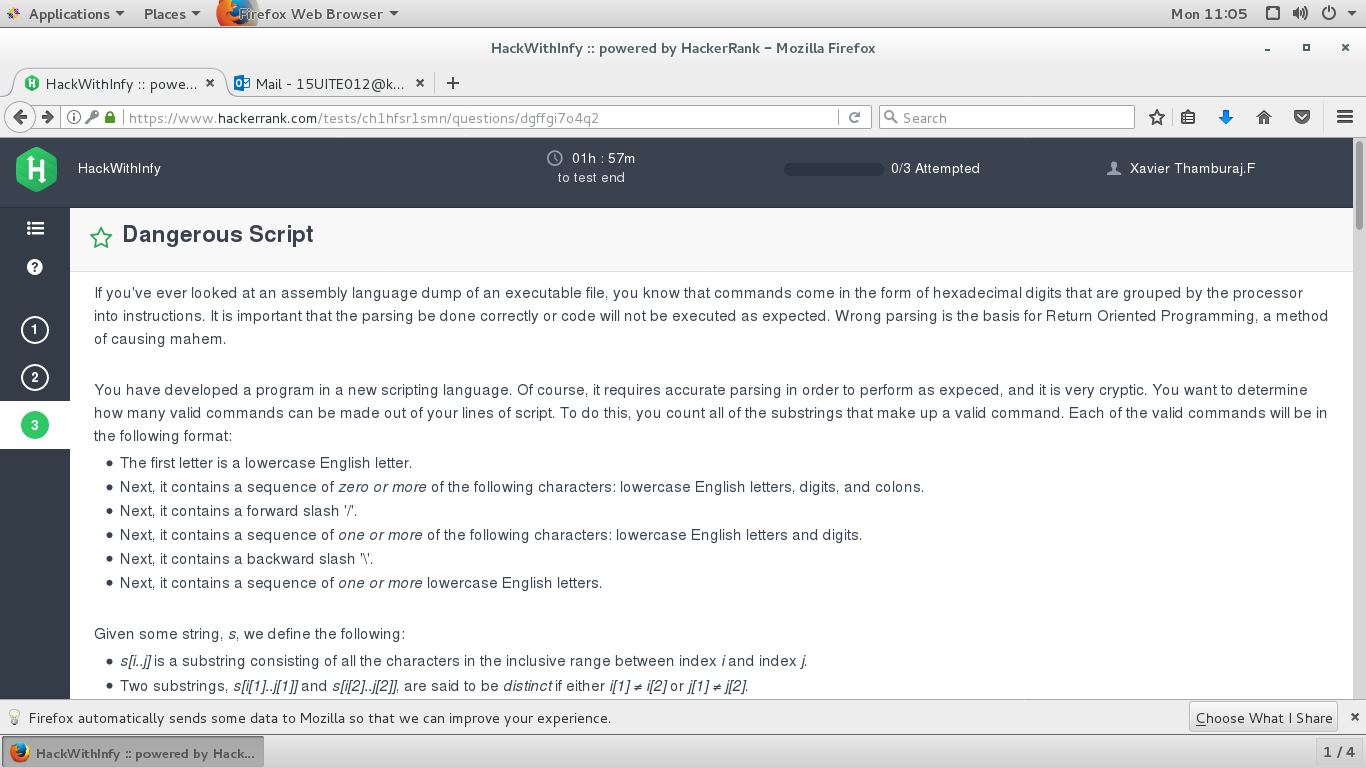 Applications Places Firefox Web Browser Mon 11:05
HackWithInfy :: powered by HackerRank - Mozilla Firefox
HackWithInfy :: powe... Mail - 15UITE012@k...
https://www.hackerrank.com/tests/ch1hfsr1smn/questions/dgffgi7o4q2 Search
HackWithInfy 01h : 57m to test end 0/3 Attempted Xavier Thamburaj.F
Dangerous Script
If you've ever looked at an assembly language dump of an executable file, you know that commands come in the form of hexadecimal digits that are grouped by the processor
into instructions. It is important that the parsing be done correctly or code will not be executed as expected. Wrong parsing is the basis for Return Oriented Programming, a method
of causing mahem.
You have developed a program in a new scripting language. Of course, it requires accurate parsing in order to perform as expeced, and it is very cryptic. You want to determine
how many valid commands can be made out of your lines of script. To do this, you count all of the substrings that make up a valid command. Each of the valid commands will be in
the following format:
• The first letter is a lowercase English letter.
• Next, it contains a sequence of zero or more of the following characters: lowercase English letters, digits, and colons.
• Next, it contains a forward slash '/'.
• Next, it contains a sequence of one or more of the following characters: lowercase English letters and digits.
• Next, it contains a backward slash '\'.
• Next, it contains a sequence of one or more lowercase English letters.
Given some string, s, we define the following:
• s[i..j] is a substring consisting of all the characters in the inclusive range between index i and index j.
• Two substrings, s[i[1]..j[1]] and s[i[2]..j[2]], are said to be distinct if either i[1] ≠ i[2] or j[1] ≠ j[2].
1
2
3
Firefox automatically sends some data to Mozilla so that we can improve your experience. Choose What I Share
HackWithInfy :: powered by Hack... 1 / 4